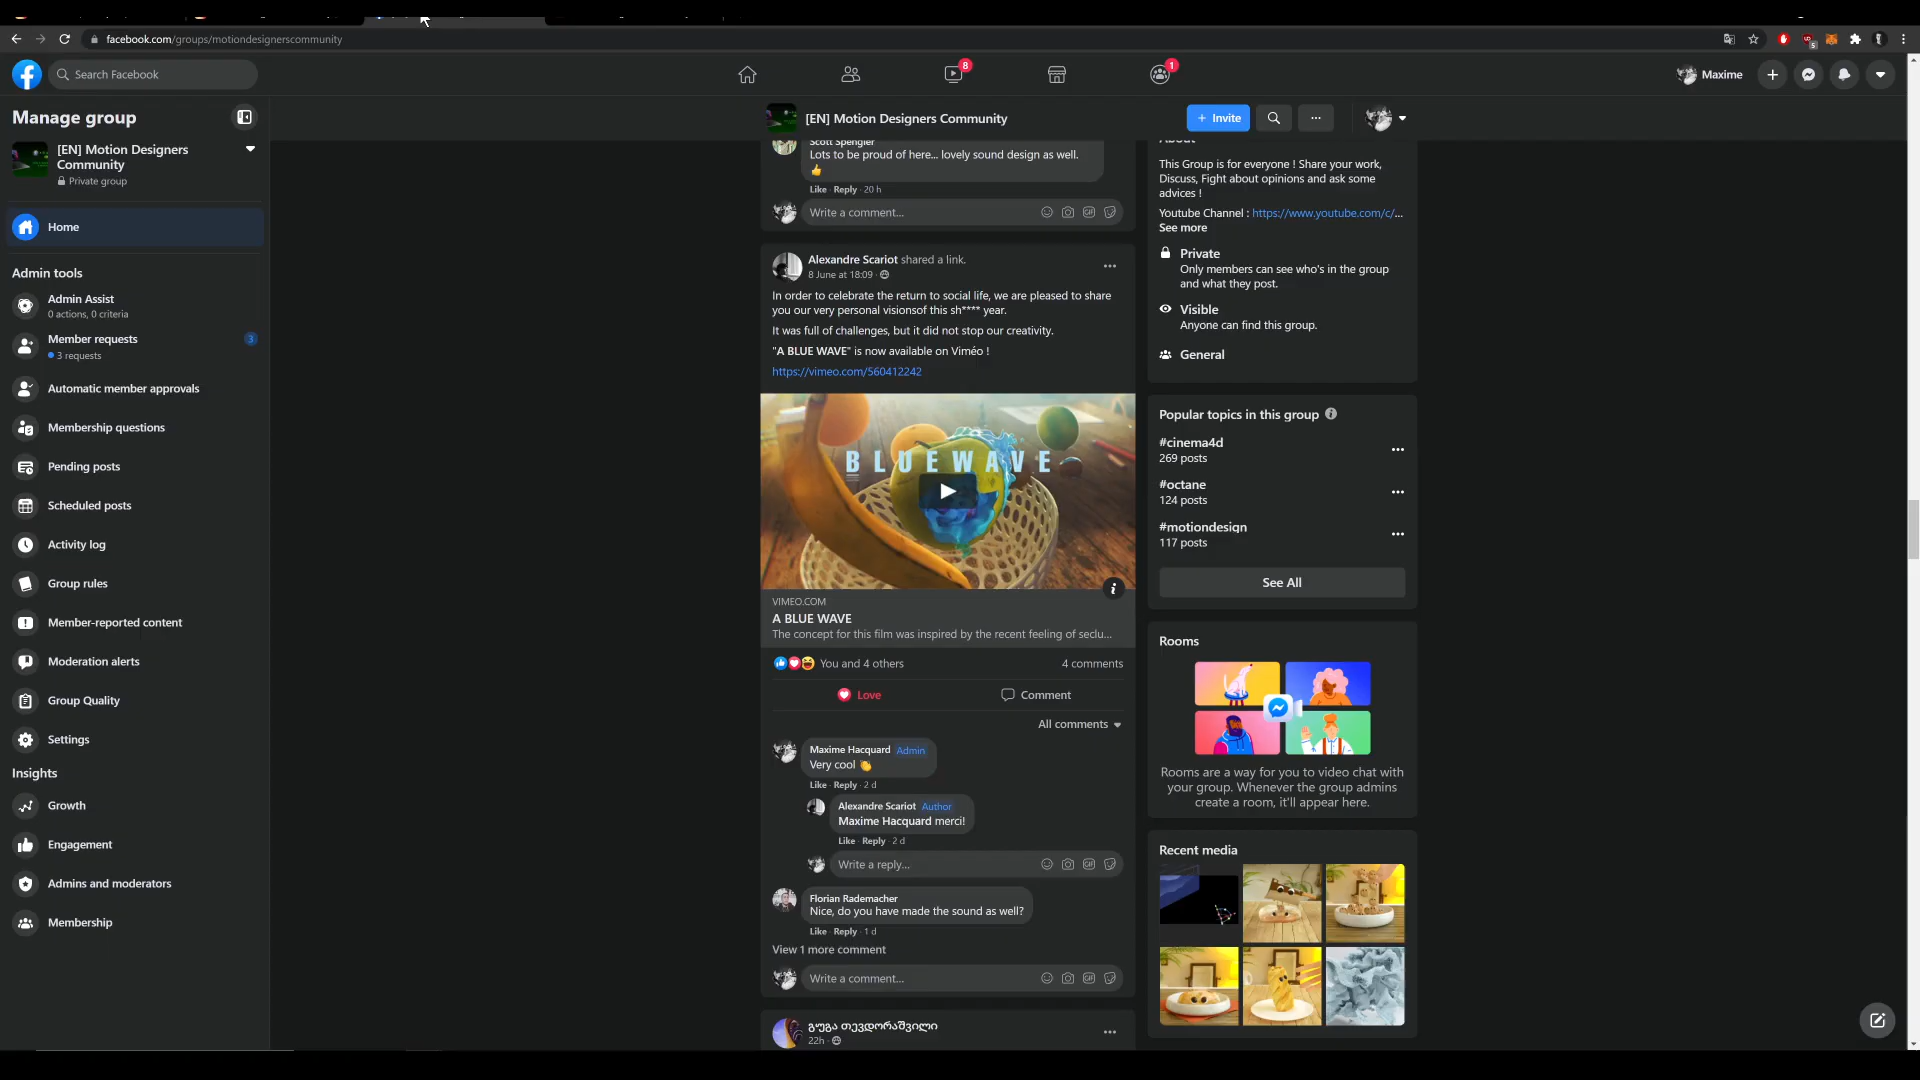 facebook.com/groups/motiondesignerscommunity
Search Facebook
8
1
Maxime
Manage group
[EN] Motion Designers Community
Private group
Home
Admin tools
Admin Assist
0 actions, 0 criteria
Member requests
3
3 requests
Automatic member approvals
Membership questions
Pending posts
Scheduled posts
Activity log
Group rules
Member-reported content
Moderation alerts
Group Quality
Settings
Insights
Growth
Engagement
Admins and moderators
Membership
[EN] Motion Designers Community
+ Invite
Scott Spengler
Lots to be proud of here... lovely sound design as well.
👍
Like · Reply · 20 h
Write a comment...
Alexandre Scariot shared a link.
8 June at 18:09 ·
In order to celebrate the return to social life, we are pleased to share
you our very personal visionsof this sh**** year.
It was full of challenges, but it did not stop our creativity.
"A BLUE WAVE" is now available on Viméo !
https://vimeo.com/560412242
BLUE WAVE
VIMEO.COM
A BLUE WAVE
The concept for this film was inspired by the recent feeling of seclu...
You and 4 others
4 comments
Love
Comment
All comments
Maxime Hacquard Admin
Very cool 👏
Like · Reply · 2 d
Alexandre Scariot Author
Maxime Hacquard merci!
Like · Reply · 2 d
Write a reply...
Florian Rademacher
Nice, do you have made the sound as well?
Like · Reply · 1 d
View 1 more comment
Write a comment...
გუგა თევდორაშვილი
22h ·
About
This Group is for everyone ! Share your work,
Discuss, Fight about opinions and ask some
advices !
Youtube Channel : https://www.youtube.com/c/...
See more
Private
Only members can see who's in the group
and what they post.
Visible
Anyone can find this group.
General
Popular topics in this group
#cinema4d
269 posts
#octane
124 posts
#motiondesign
117 posts
See All
Rooms
Rooms are a way for you to video chat with
your group. Whenever the group admins
create a room, it'll appear here.
Recent media